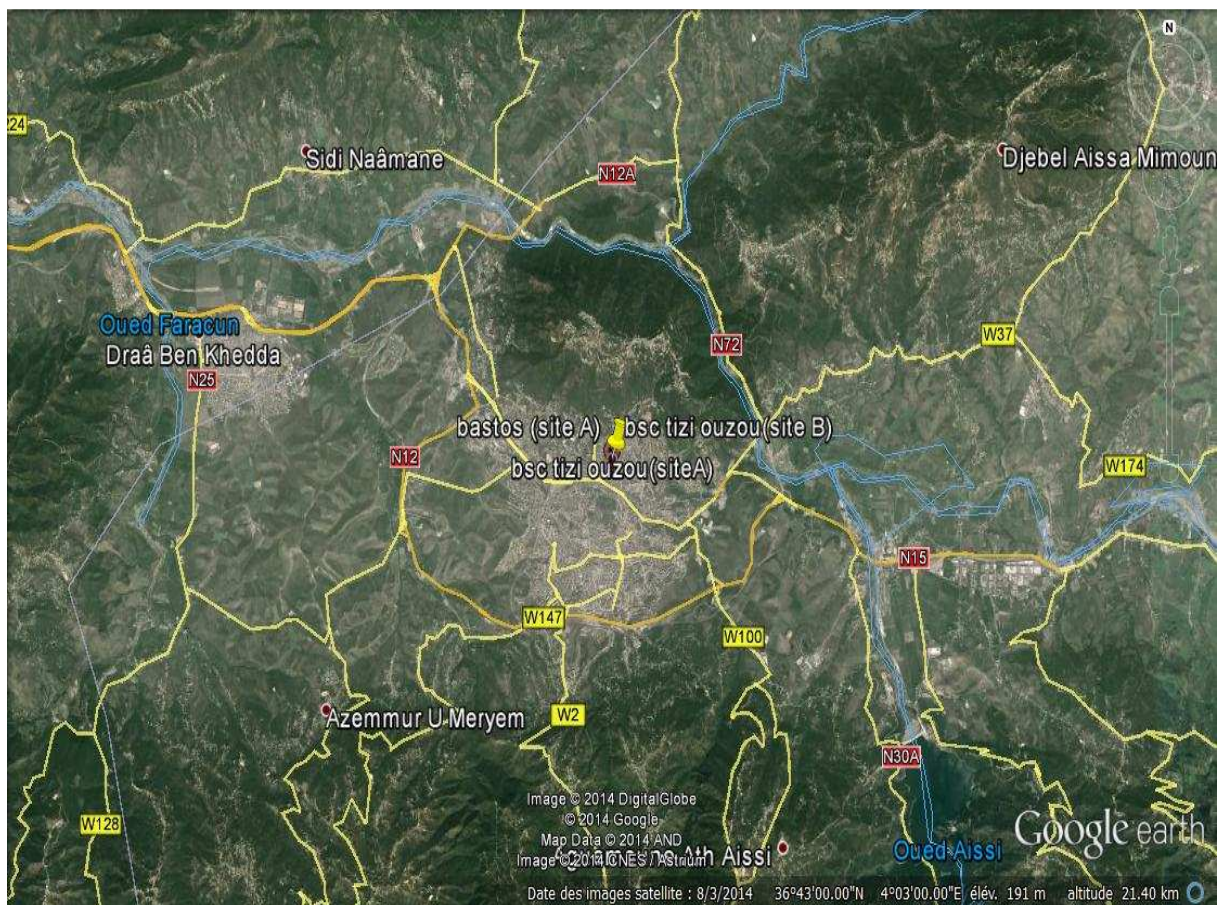 N
224
Sidi Naâmane
N12A
Djebel Aissa Mimoun
Oued Faracun
Draâ Ben Khedda
N25
N72
W37
bastos (site A)
bsc tizi ouzou(site B)
bsc tizi ouzou(siteA)
N12
W174
N15
W147
W100
Azemmur U Meryem
W2
N30A
W128
Image © 2014 DigitalGlobe
© 2014 Google
Map Data © 2014 AND
Image © 2014 CNES / Astrium
Ath Aissi
Oued Aissi
Google earth
Date des images satellite : 8/3/2014 36°43'00.00"N 4°03'00.00"E élév. 191 m altitude 21.40 km